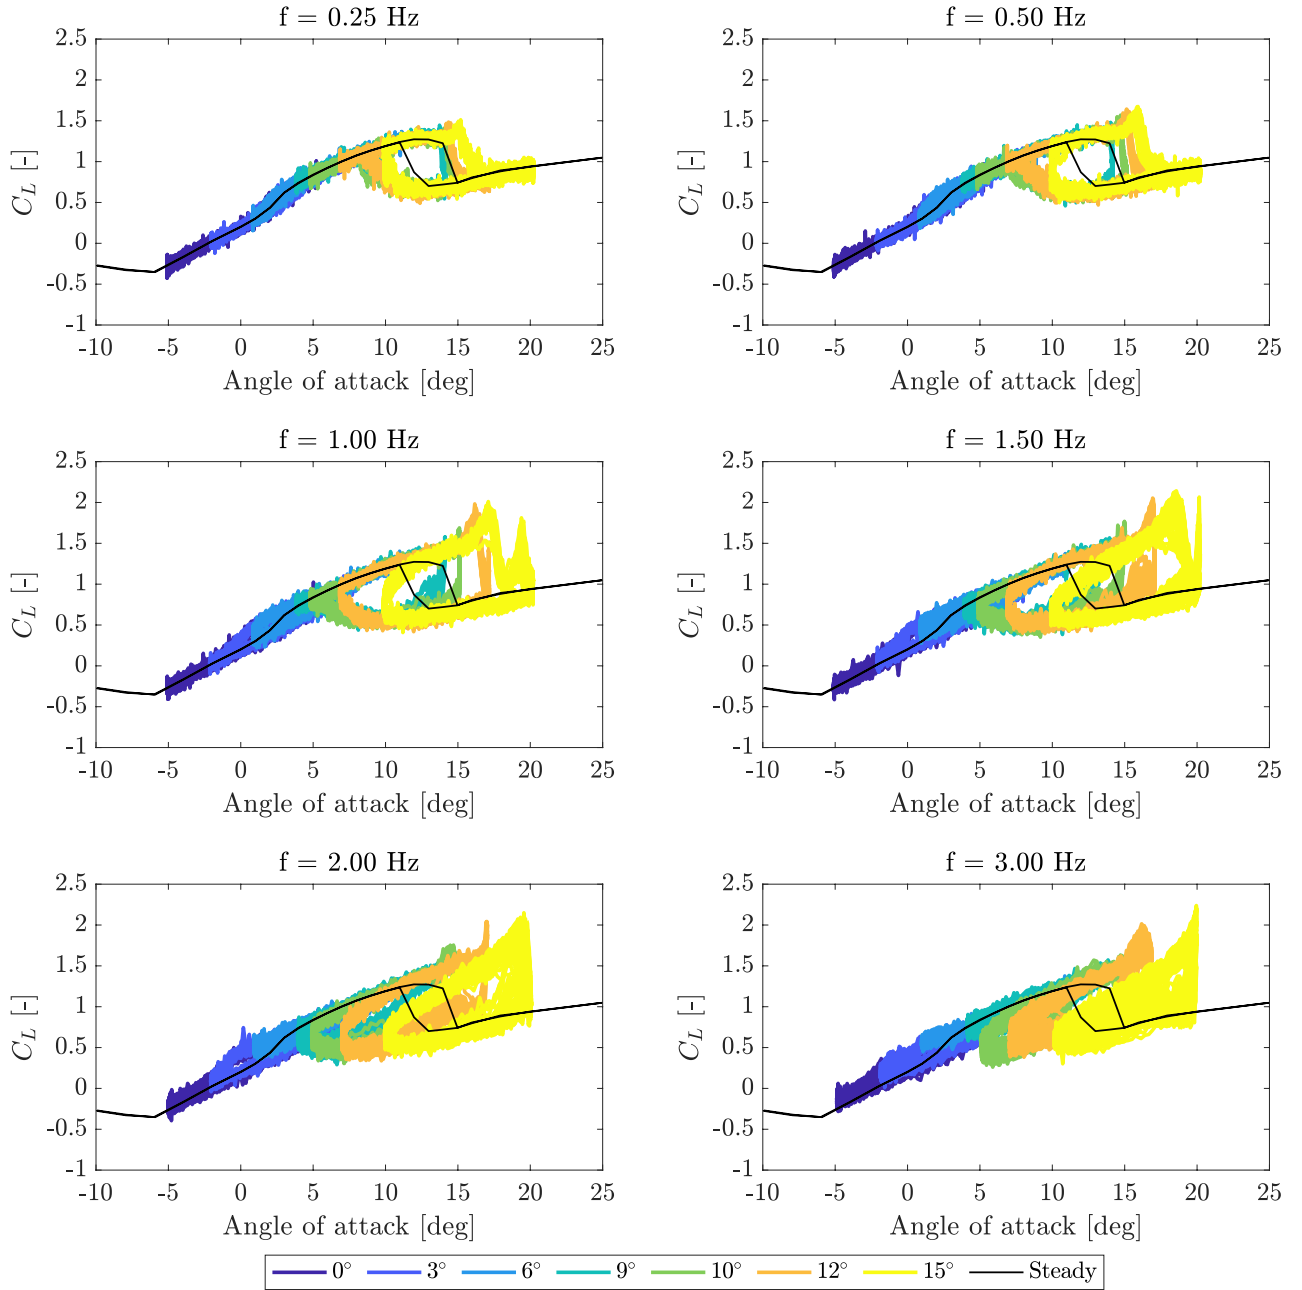 f = 0.25 Hz
f = 0.50 Hz
2.5
2
1.5
1
0.5
0
-0.5
-1
C_L [-]
-10 -5 0 5 10 15 20 25
Angle of attack [deg]
2.5
2
1.5
1
0.5
0
-0.5
-1
C_L [-]
-10 -5 0 5 10 15 20 25
Angle of attack [deg]
f = 1.00 Hz
f = 1.50 Hz
2.5
2
1.5
1
0.5
0
-0.5
-1
C_L [-]
-10 -5 0 5 10 15 20 25
Angle of attack [deg]
2.5
2
1.5
1
0.5
0
-0.5
-1
C_L [-]
-10 -5 0 5 10 15 20 25
Angle of attack [deg]
f = 2.00 Hz
f = 3.00 Hz
2.5
2
1.5
1
0.5
0
-0.5
-1
C_L [-]
-10 -5 0 5 10 15 20 25
Angle of attack [deg]
2.5
2
1.5
1
0.5
0
-0.5
-1
C_L [-]
-10 -5 0 5 10 15 20 25
Angle of attack [deg]
0° 3° 6° 9° 10° 12° 15° Steady